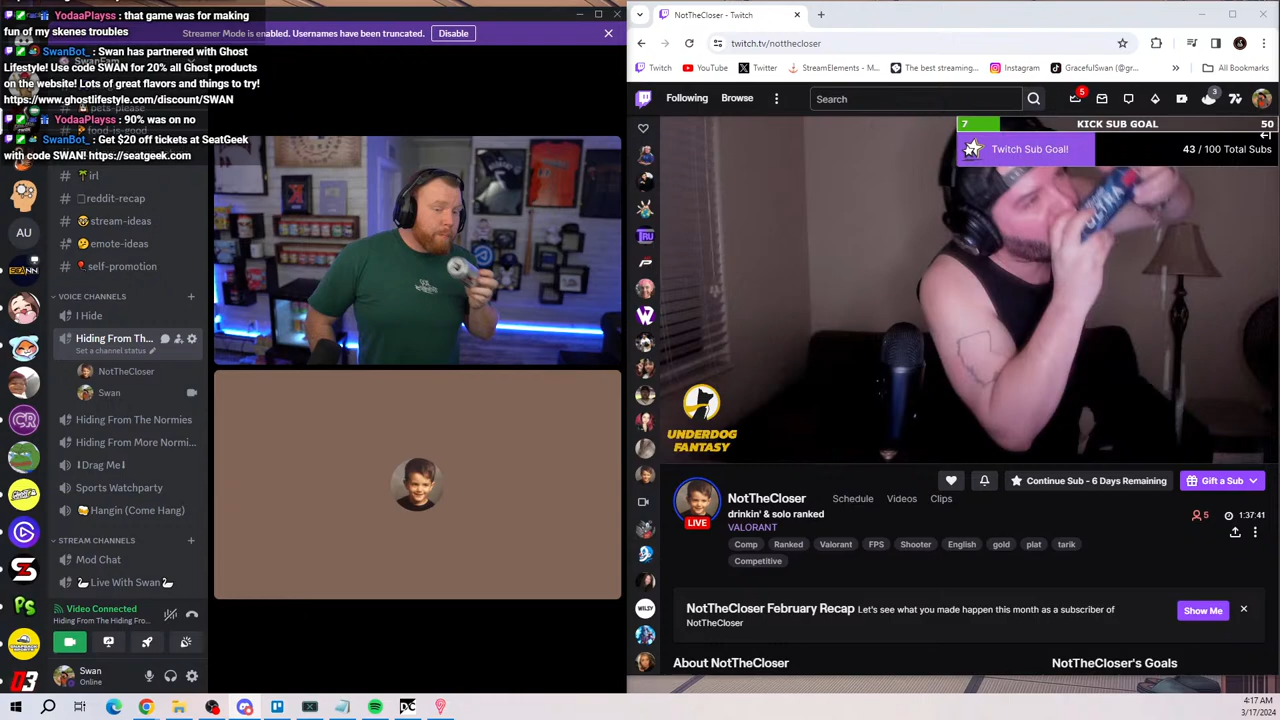 YodaaPlayss: that game was for making
fun of my skenes troubles
SwanBot_: Swan has partnered with Ghost
Lifestyle! Use code SWAN for 20% all Ghost products
on the website! Lots of great flavors and things to try!
https://www.ghostlifestyle.com/discount/SWAN
YodaaPlayss: 90% was on no
SwanBot_: Get $20 off tickets at SeatGeek
with code SWAN! https://seatgeek.com
Streamer Mode is enabled. Usernames have been truncated.
Disable
# irl
# reddit-recap
# stream-ideas
# emote-ideas
# self-promotion
AU
VOICE CHANNELS
I Hide
Hiding From Th...
Set a channel status
NotTheCloser
Swan
Hiding From The Normies
Hiding From More Normi...
Drag Me
Sports Watchparty
Hangin (Come Hang)
STREAM CHANNELS
Mod Chat
Live With Swan
Video Connected
Hiding From The Hiding Fro...
Swan
Online
NotTheCloser - Twitch
twitch.tv/notthecloser
Twitch
YouTube
Twitter
StreamElements - A...
The best streaming...
Instagram
GracefulSwan (@gr...
All Bookmarks
Following
Browse
Search
5
3
7
KICK SUB GOAL
50
Twitch Sub Goal!
43 / 100 Total Subs
UNDERDOG
FANTASY
LIVE
NotTheCloser
Schedule
Videos
Clips
Continue Sub - 6 Days Remaining
Gift a Sub
drinkin' & solo ranked
VALORANT
5
1:37:41
Comp
Ranked
Valorant
FPS
Shooter
English
gold
plat
tarik
Competitive
NotTheCloser February Recap Let's see what you made happen this month as a subscriber of
NotTheCloser
Show Me
About NotTheCloser
NotTheCloser's Goals
4:17 AM
3/17/2024